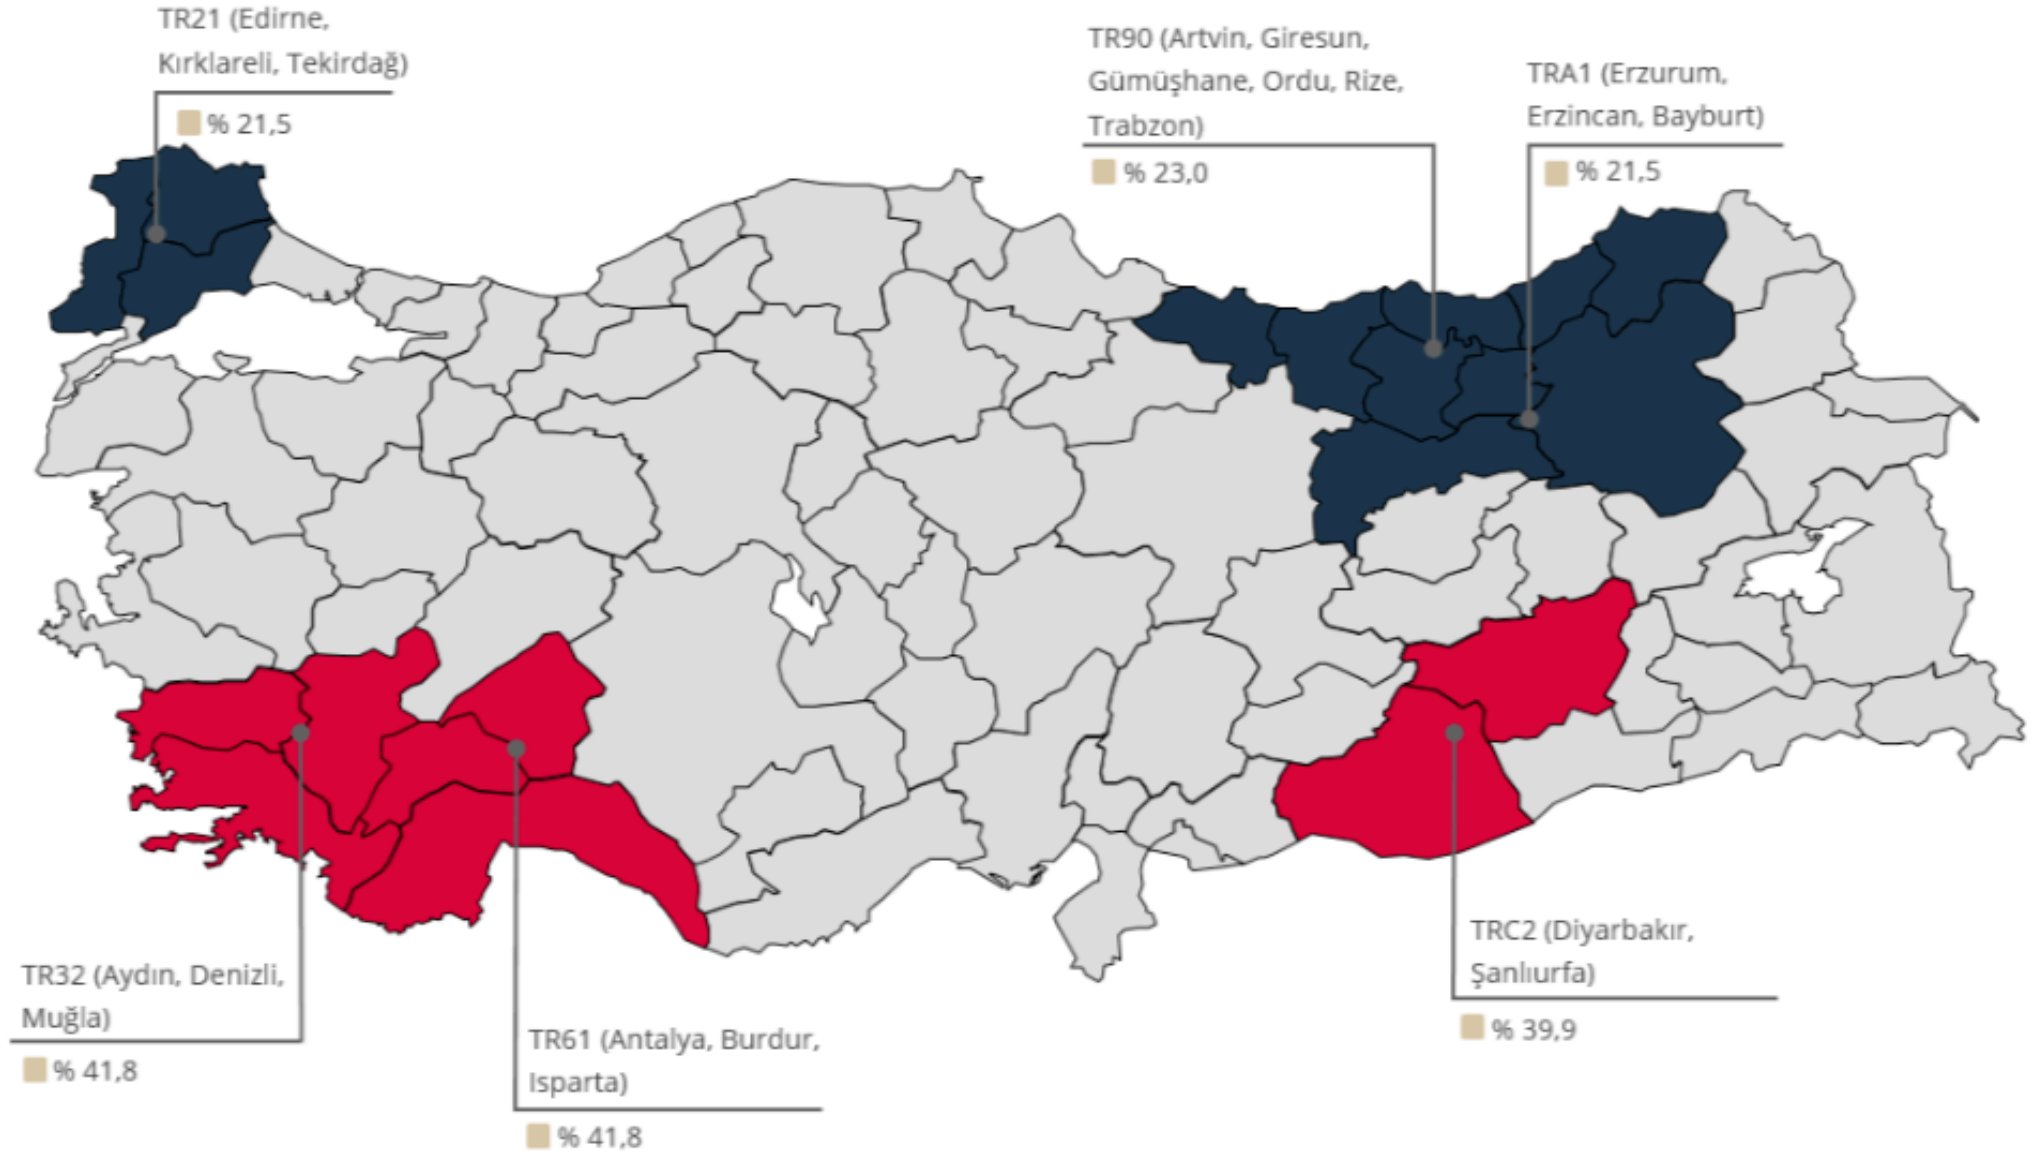 TR21 (Edirne,
Kırklareli, Tekirdağ)
% 21,5
TR90 (Artvin, Giresun,
Gümüşhane, Ordu, Rize,
Trabzon)
% 23,0
TRA1 (Erzurum,
Erzincan, Bayburt)
% 21,5
TR32 (Aydın, Denizli,
Muğla)
% 41,8
TR61 (Antalya, Burdur,
Isparta)
% 41,8
TRC2 (Diyarbakır,
Şanlıurfa)
% 39,9